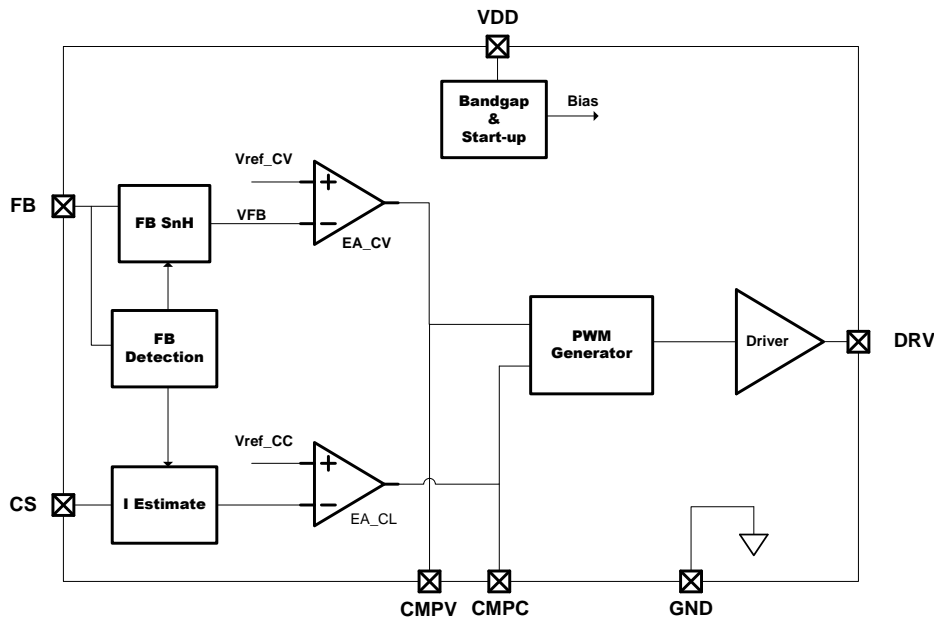 VDD
Bandgap
&
Start-up
Bias
Vref_CV
+
FB
FB SnH
VFB
−
EA_CV
FB
Detection
PWM
Generator
Driver
DRV
Vref_CC
+
CS
I Estimate
−
EA_CL
CMPV
CMPC
GND